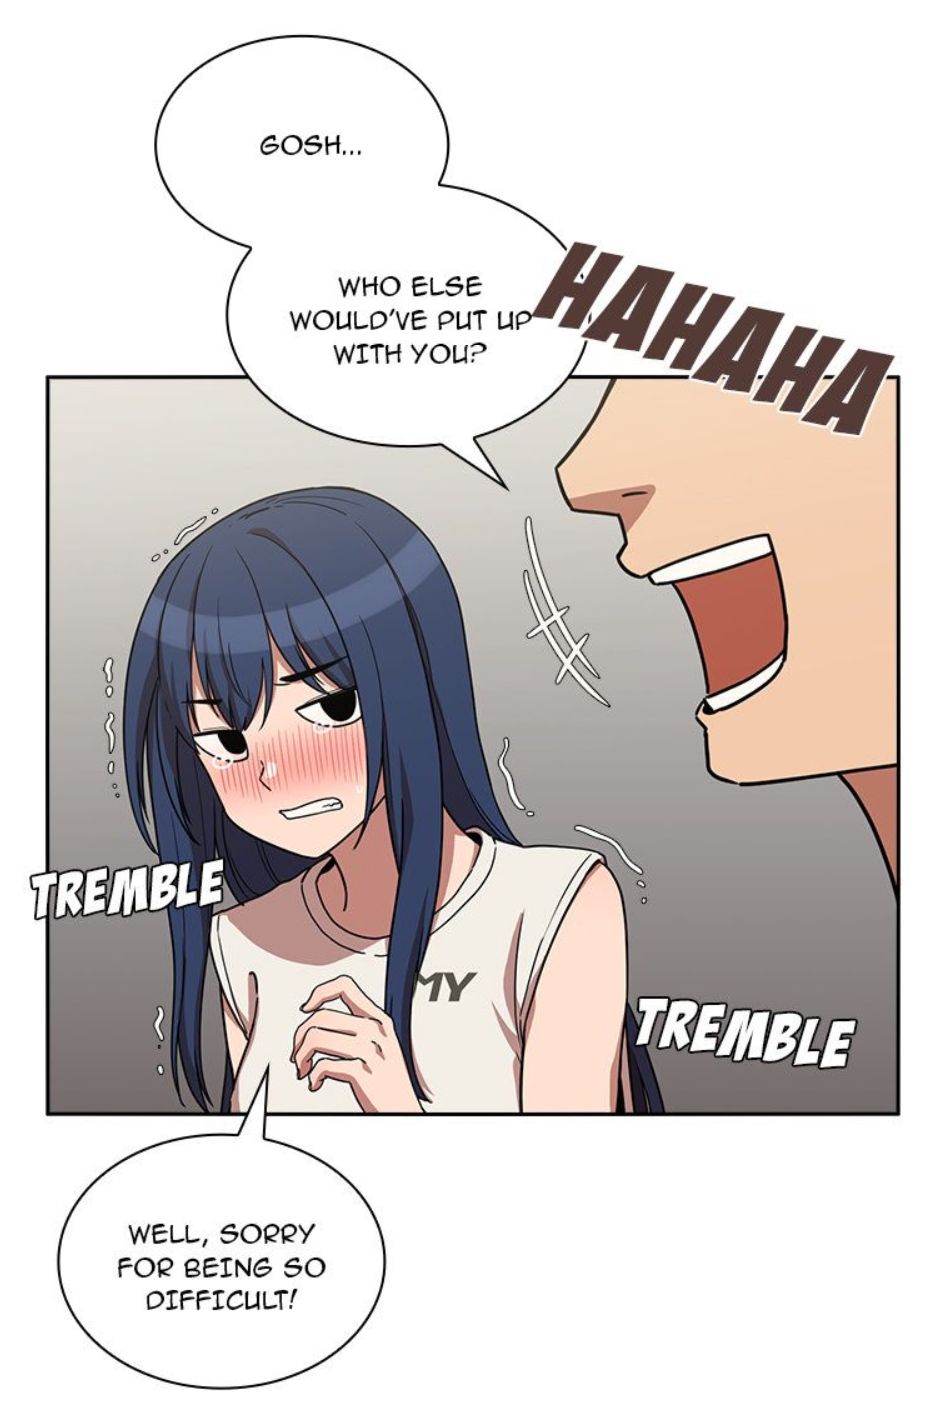 GOSH...
WHO ELSE
WOULD'VE PUT UP
WITH YOU?
HAHAHA
TREMBLE
MY
TREMBLE
WELL, SORRY
FOR BEING SO
DIFFICULT!